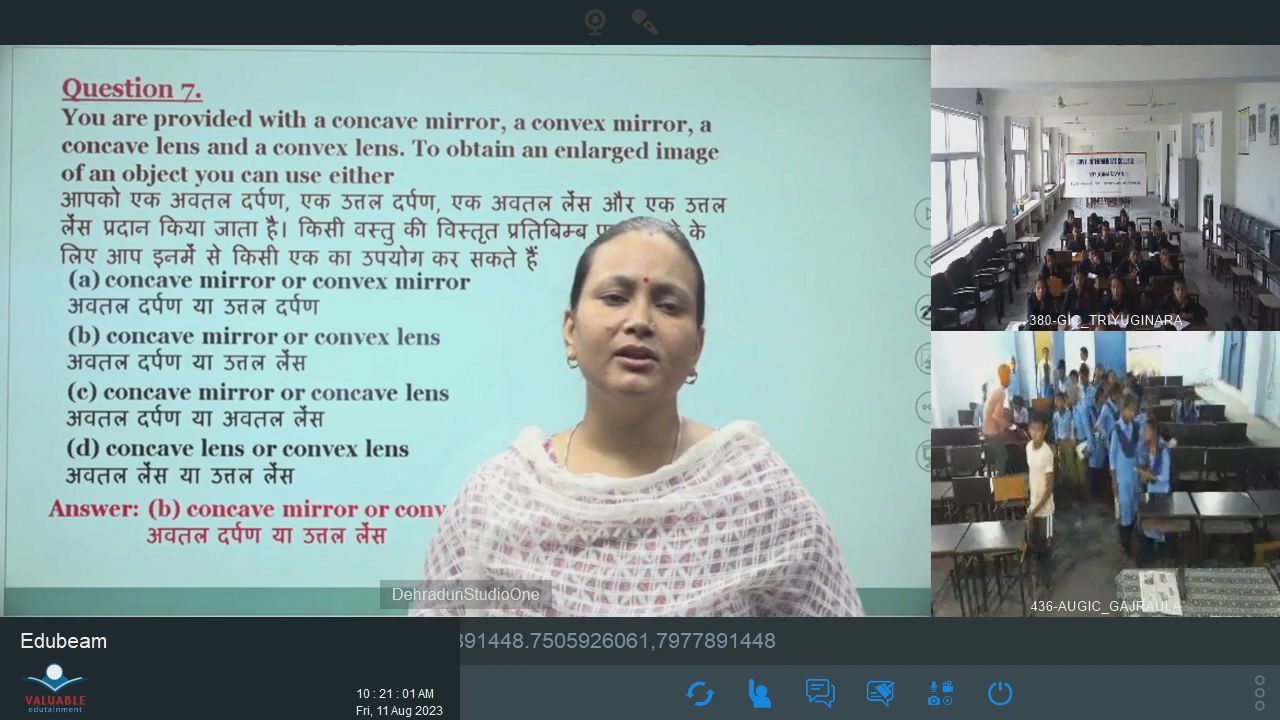 Question 7.
You are provided with a concave mirror, a convex mirror, a
concave lens and a convex lens. To obtain an enlarged image
of an object you can use either
आपको एक अवतल दर्पण, एक उत्तल दर्पण, एक अवतल लेंस और एक उत्तल
लेंस प्रदान किया जाता है। किसी वस्तु की विस्तृत प्रतिबिम्ब के
लिए आप इनमें से किसी एक का उपयोग कर सकते हैं
(a) concave mirror or convex mirror
अवतल दर्पण या उत्तल दर्पण
(b) concave mirror or convex lens
अवतल दर्पण या उत्तल लेंस
(c) concave mirror or concave lens
अवतल दर्पण या अवतल लेंस
(d) concave lens or convex lens
अवतल लेंस या उत्तल लेंस
Answer: (b) concave mirror or conv
अवतल दर्पण या उत्तल लेंस
DehradunStudioOne
GOVT. INTERMEDIATE COLLEGE
380-GIC_TRIYUGINARA
436-AUGIC_GAJRAULA
Edubeam
891448.7505926061,7977891448
VALUABLE
edutainment
10 : 21 : 01 AM
Fri, 11 Aug 2023